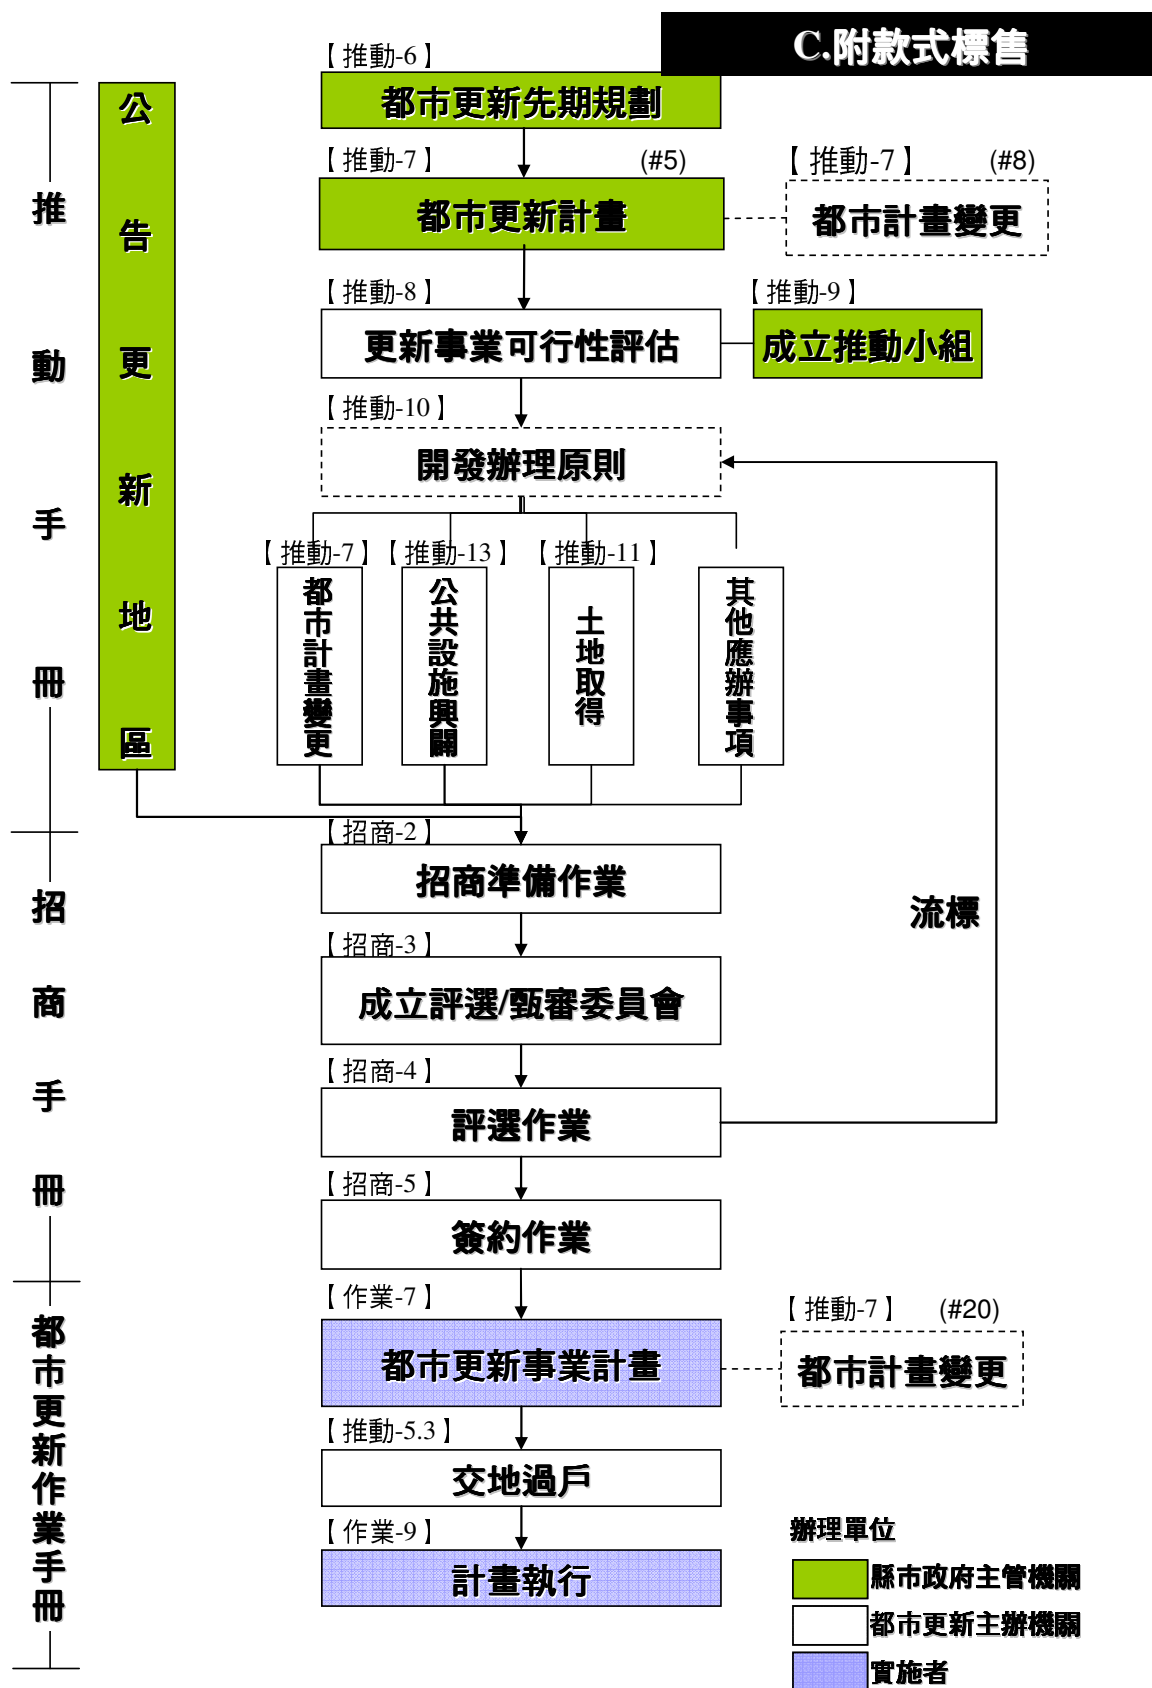 C.附款式標售
【推動-6】
都市更新先期規劃
【推動-7】
(#5)
都市更新計畫
【推動-7】
(#8)
都市計畫變更
【推動-8】
更新事業可行性評估
【推動-9】
成立推動小組
【推動-10】
開發辦理原則
【推動-7】
都市計畫變更
【推動-13】
公共設施興闢
【推動-11】
土地取得
其他應辦事項
公告更新地區
推動手冊
【招商-2】
招商準備作業
【招商-3】
成立評選/甄審委員會
【招商-4】
評選作業
流標
【招商-5】
簽約作業
招商手冊
【作業-7】
都市更新事業計畫
【推動-7】
(#20)
都市計畫變更
【推動-5.3】
交地過戶
【作業-9】
計畫執行
都市更新作業手冊
辦理單位
縣市政府主管機關
都市更新主辦機關
實施者